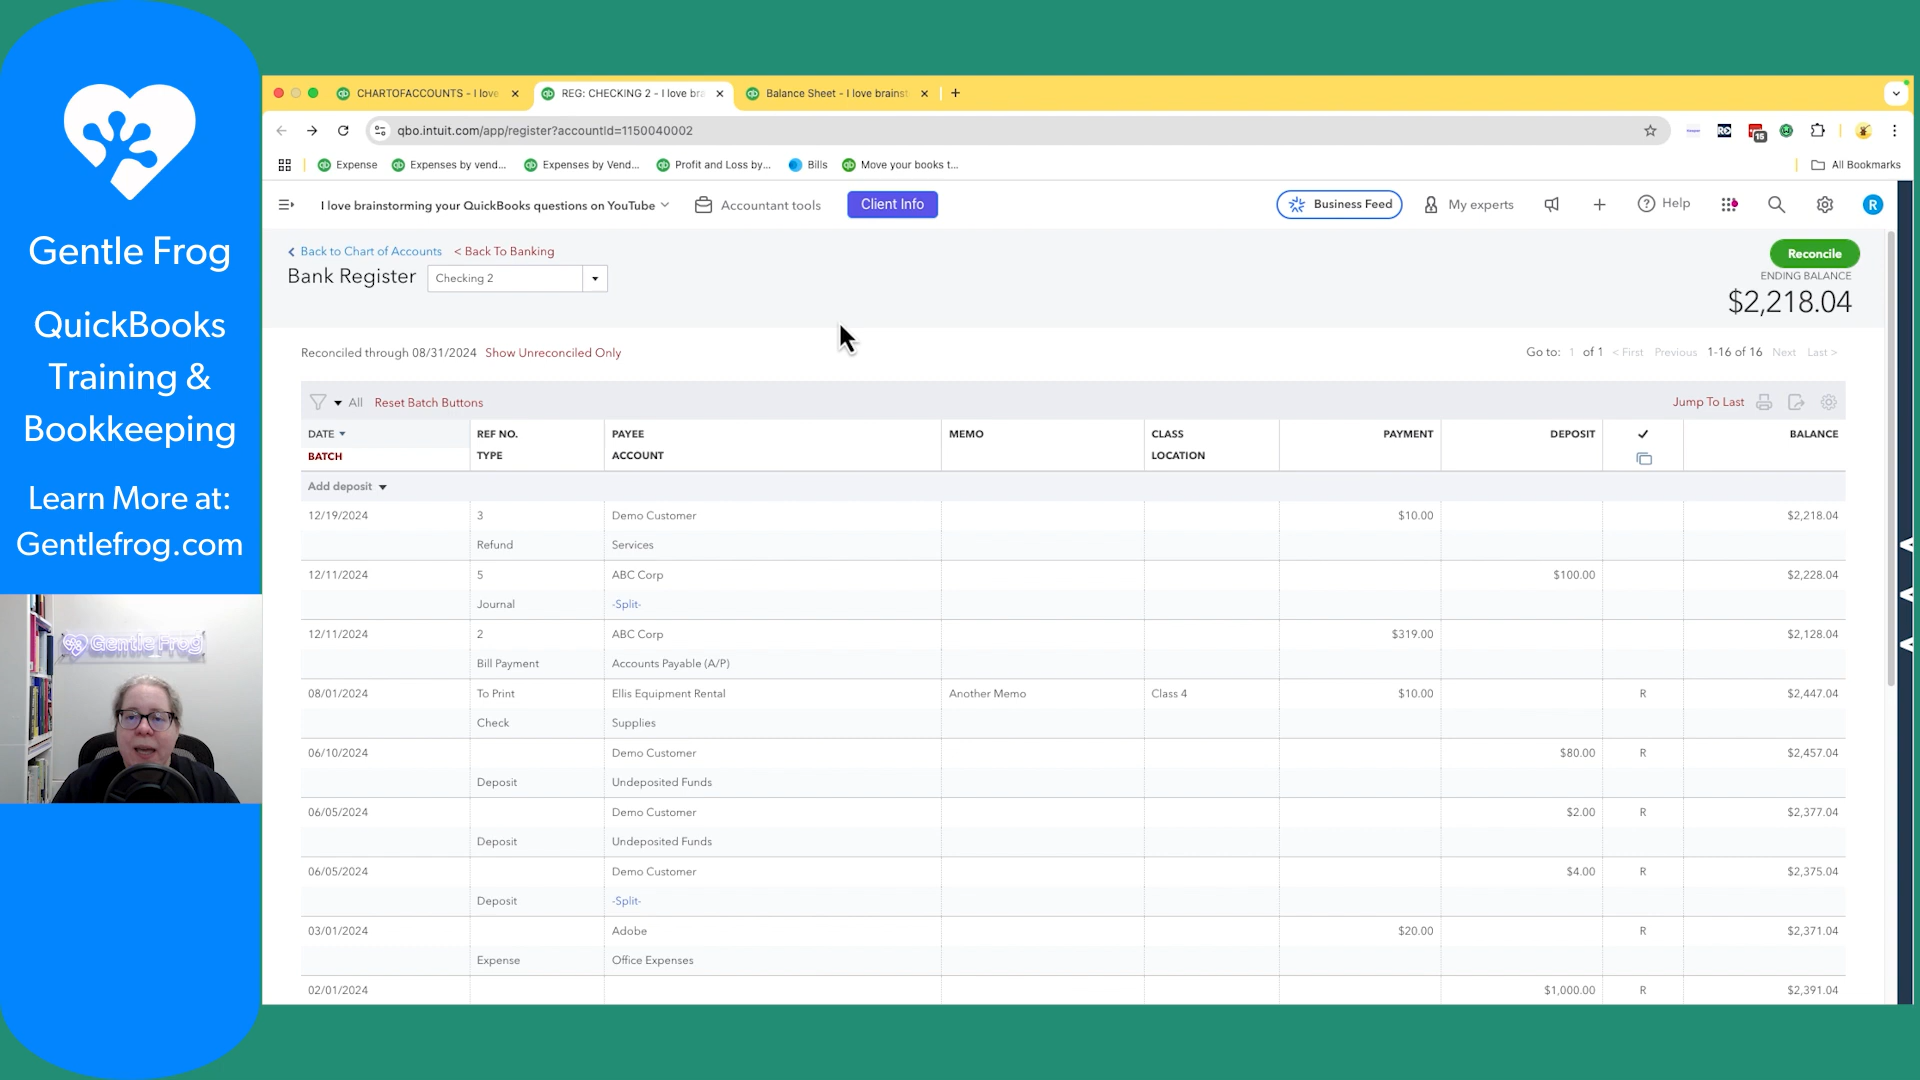 Gentle Frog
QuickBooks
Training &
Bookkeeping
Learn More at:
Gentlefrog.com
Gentle Frog
CHARTOFACCOUNTS - I love
REG: CHECKING 2 - I love bra
Balance Sheet - I love brains
qbo.intuit.com/app/register?accountId=1150040002
15
Expense
Expenses by vend...
Expenses by Vend...
Profit and Loss by...
Bills
Move your books t...
All Bookmarks
I love brainstorming your QuickBooks questions on YouTube
Accountant tools
Client Info
Business Feed
My experts
Help
R
Back to Chart of Accounts < Back To Banking
Bank Register Checking 2
Reconcile
ENDING BALANCE
$2,218.04
Reconciled through 08/31/2024 Show Unreconciled Only
Go to: 1 of 1 < First Previous 1-16 of 16 Next Last >
All Reset Batch Buttons
Jump To Last
DATE REF NO. PAYEE MEMO CLASS PAYMENT DEPOSIT BALANCE
BATCH TYPE ACCOUNT LOCATION
Add deposit
12/19/2024 3 Demo Customer $10.00 $2,218.04
Refund Services
12/11/2024 5 ABC Corp $100.00 $2,228.04
Journal -Split-
12/11/2024 2 ABC Corp $319.00 $2,128.04
Bill Payment Accounts Payable (A/P)
08/01/2024 To Print Ellis Equipment Rental Another Memo Class 4 $10.00 R $2,447.04
Check Supplies
06/10/2024 Demo Customer $80.00 R $2,457.04
Deposit Undeposited Funds
06/05/2024 Demo Customer $2.00 R $2,377.04
Deposit Undeposited Funds
06/05/2024 Demo Customer $4.00 R $2,375.04
Deposit -Split-
03/01/2024 Adobe $20.00 R $2,371.04
Expense Office Expenses
02/01/2024 $1,000.00 R $2,391.04